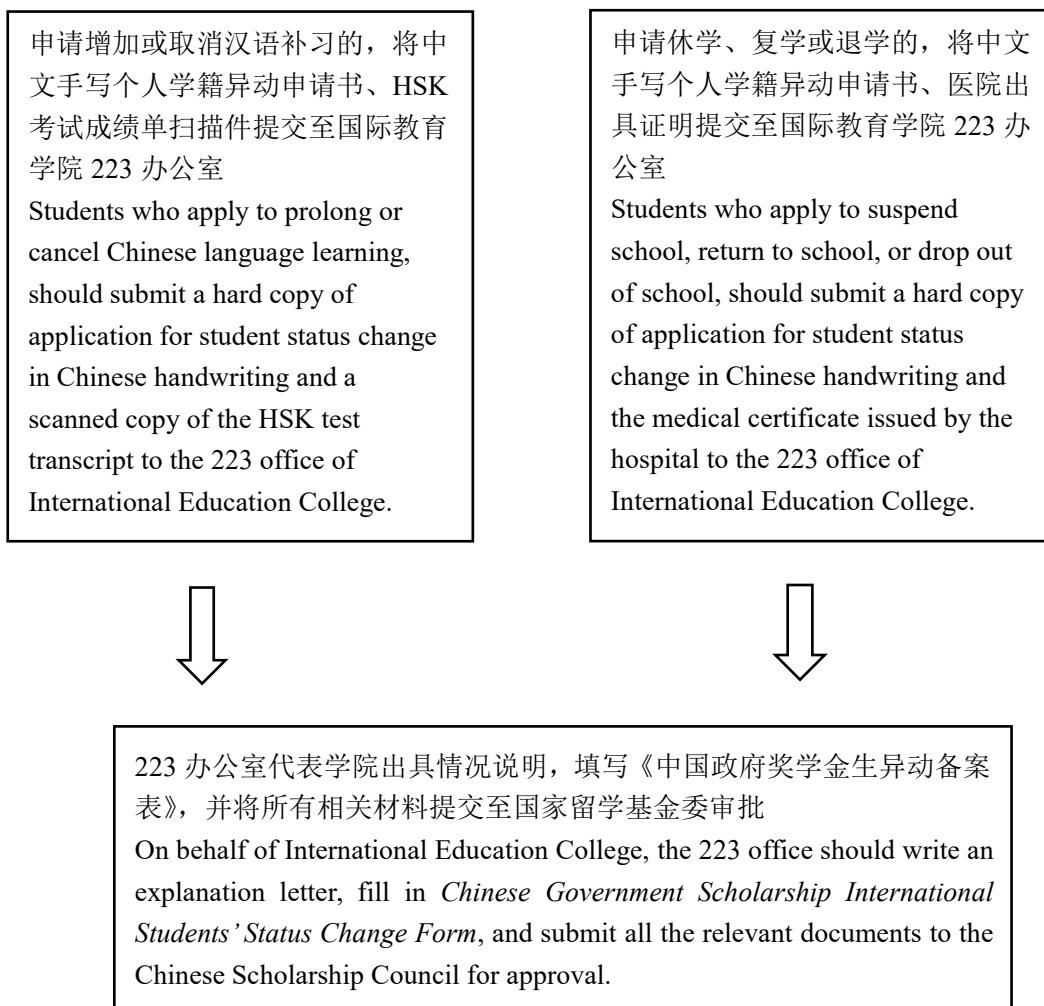 申请增加或取消汉语补习的，将中
文手写个人学籍异动申请书、HSK
考试成绩单扫描件提交至国际教育
学院 223 办公室
Students who apply to prolong or
cancel Chinese language learning,
should submit a hard copy of
application for student status change
in Chinese handwriting and a
scanned copy of the HSK test
transcript to the 223 office of
International Education College.
申请休学、复学或退学的，将中文
手写个人学籍异动申请书、医院出
具证明提交至国际教育学院 223 办
公室
Students who apply to suspend
school, return to school, or drop out
of school, should submit a hard copy
of application for student status
change in Chinese handwriting and
the medical certificate issued by the
hospital to the 223 office of
International Education College.
223 办公室代表学院出具情况说明，填写《中国政府奖学金生异动备案
表》，并将所有相关材料提交至国家留学基金委审批
On behalf of International Education College, the 223 office should write an
explanation letter, fill in Chinese Government Scholarship International
Students’ Status Change Form, and submit all the relevant documents to the
Chinese Scholarship Council for approval.